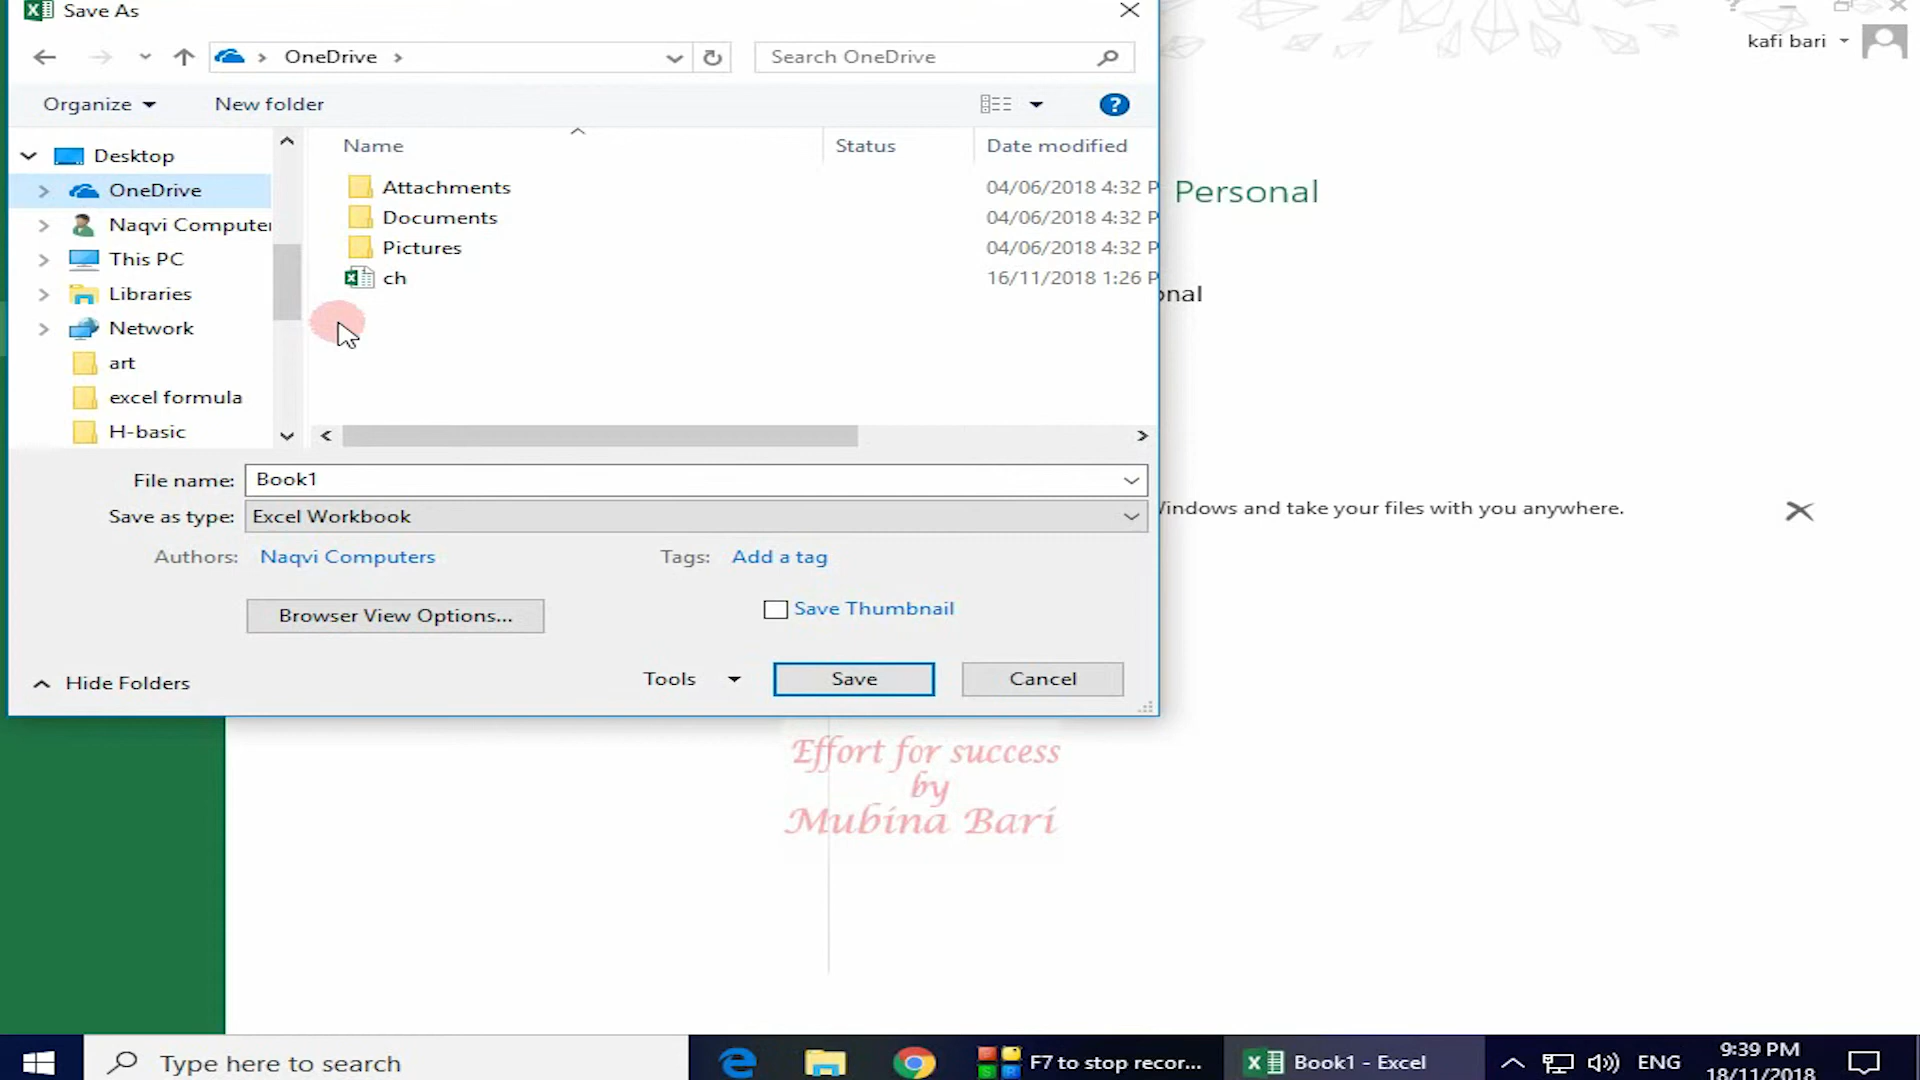 Save As
kafi bari
OneDrive
Search OneDrive
Organize
New folder
Name
Status
Date modified
Desktop
OneDrive
Naqvi Computer
This PC
Libraries
Network
art
excel formula
H-basic
Attachments
04/06/2018 4:32 P
Documents
04/06/2018 4:32 P
Pictures
04/06/2018 4:32 P
ch
16/11/2018 1:26 P
Personal
onal
File name:
Book1
Save as type:
Excel Workbook
Windows and take your files with you anywhere.
Authors:
Naqvi Computers
Tags:
Add a tag
Browser View Options...
Save Thumbnail
Hide Folders
Tools
Save
Cancel
Effort for success
by
Mubina Bari
Type here to search
F7 to stop recor...
Book1 - Excel
ENG
9:39 PM
18/11/2018